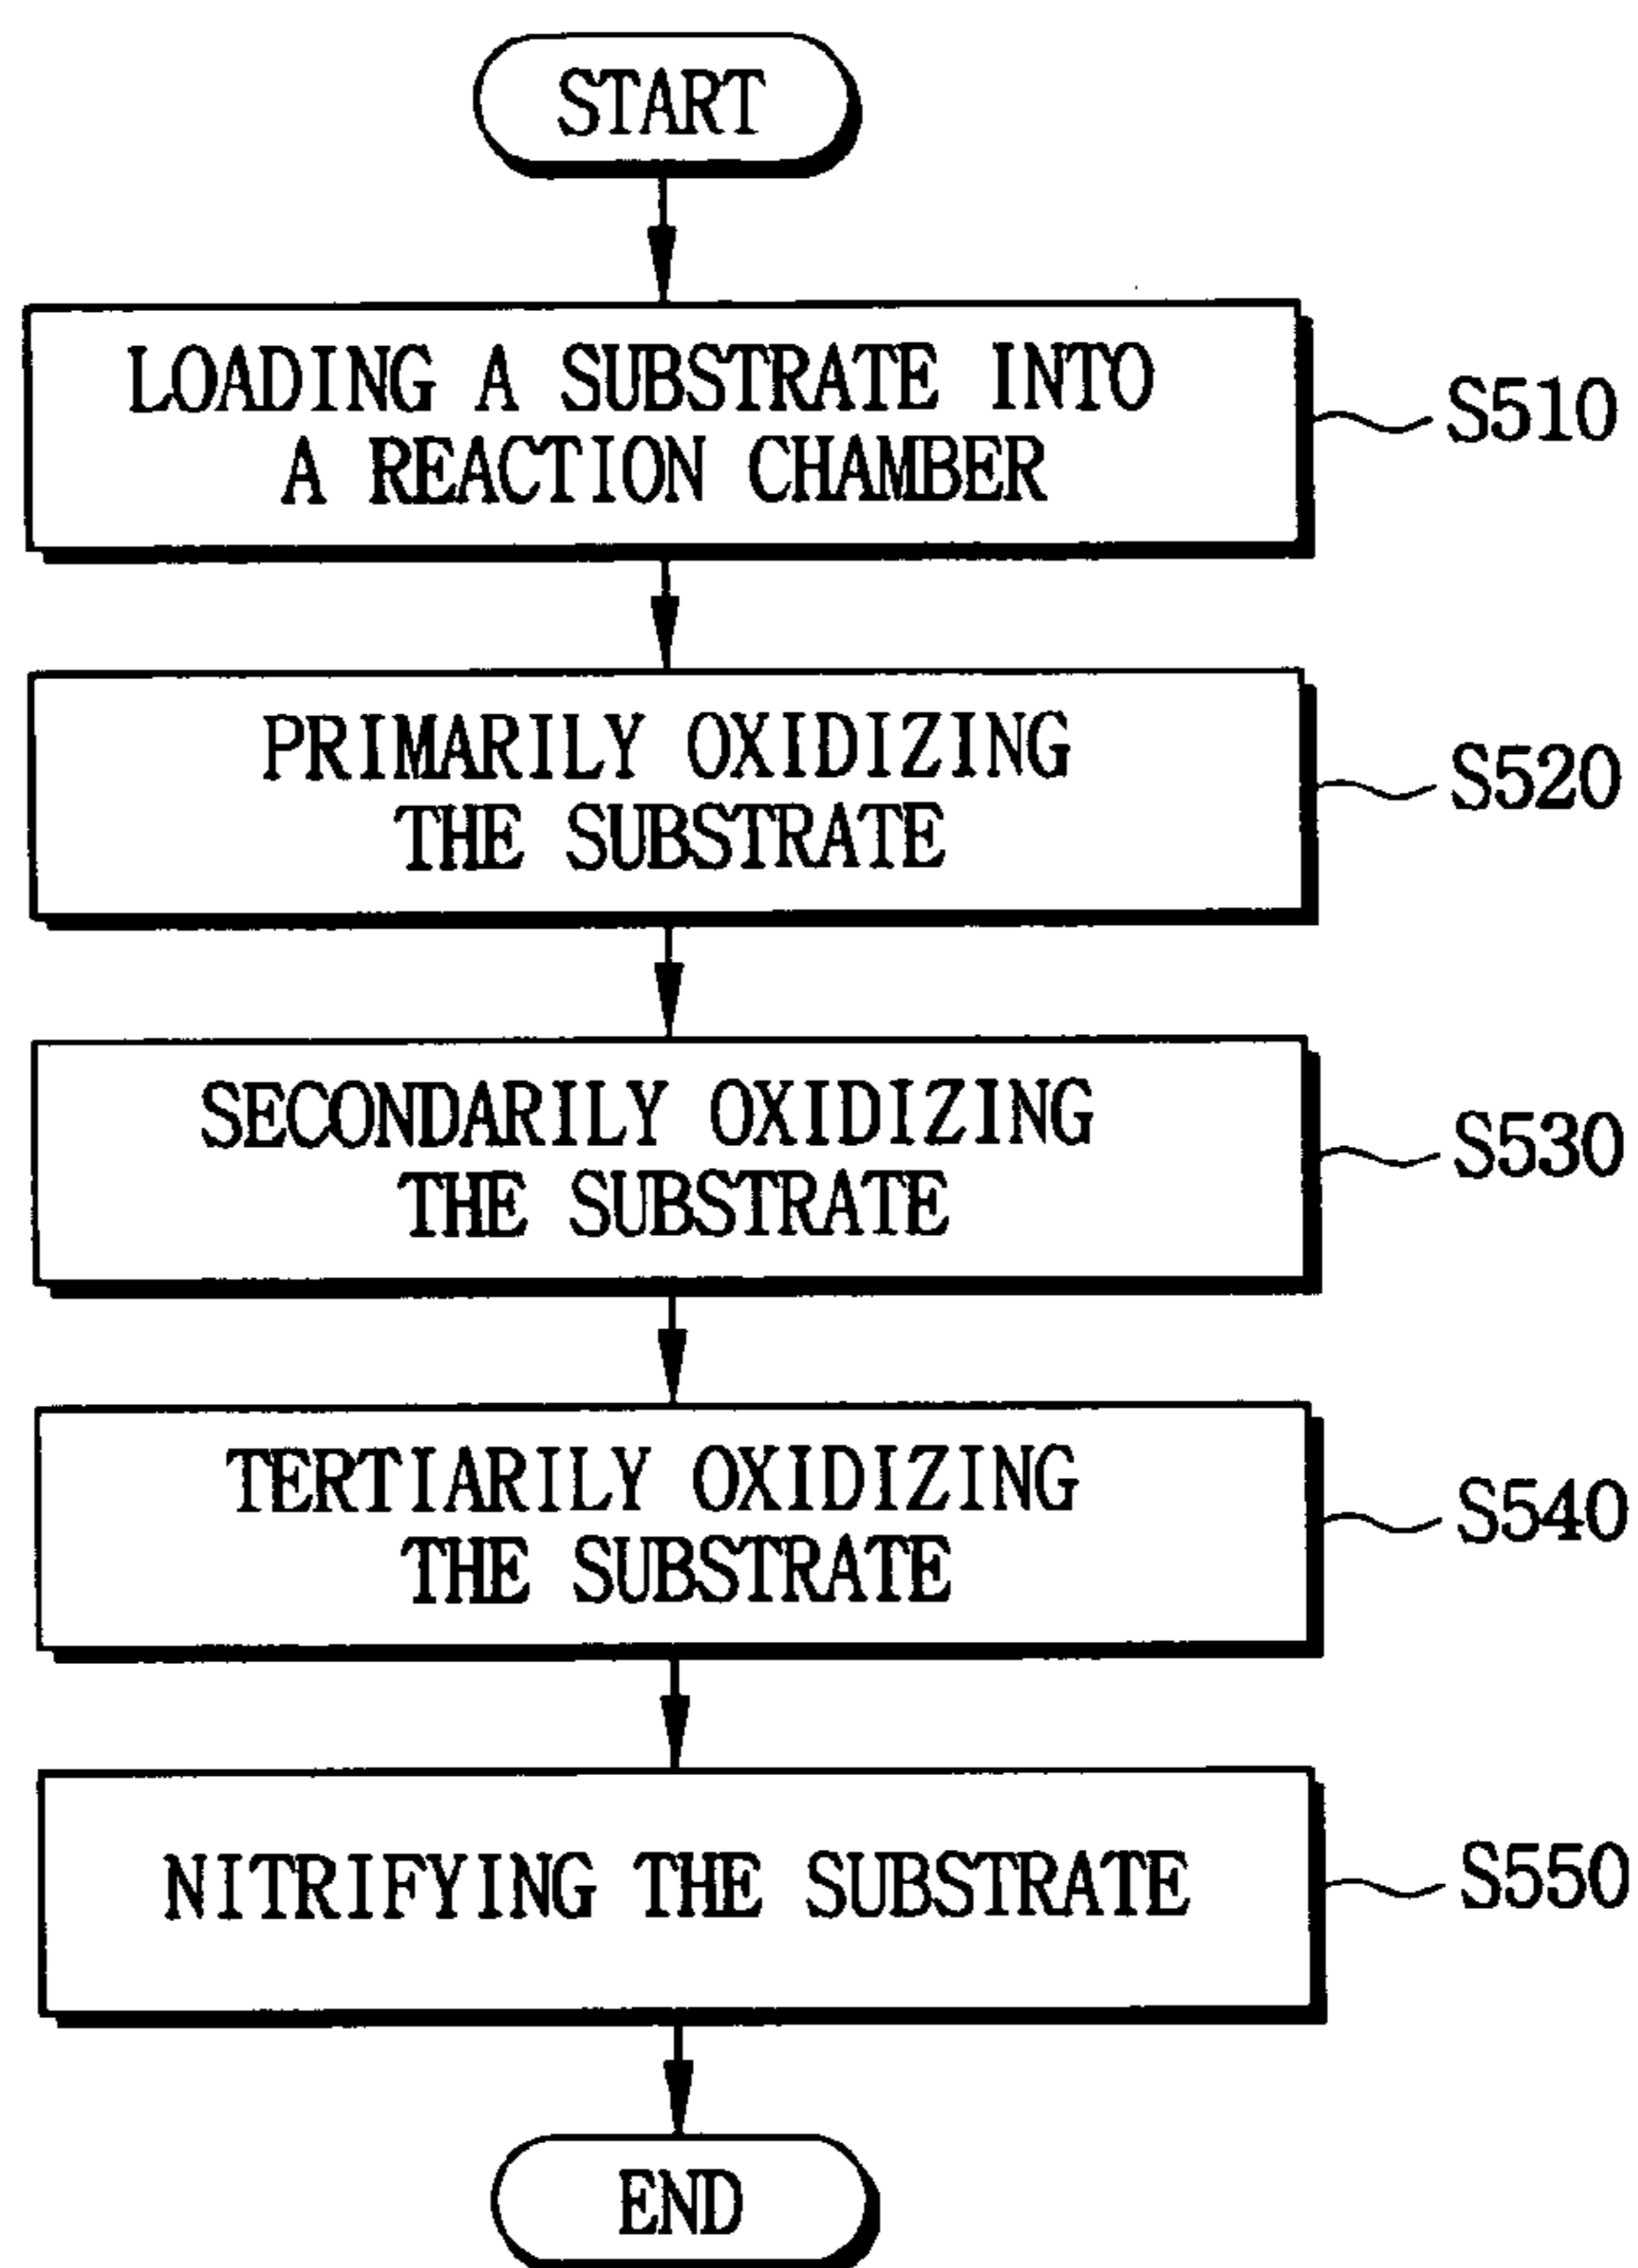 START
LOADING A SUBSTRATE INTO
A REACTION CHAMBER
S510
PRIMARILY OXIDIZING
THE SUBSTRATE
S520
SECONDARILY OXIDIZING
THE SUBSTRATE
S530
TERTIARILY OXIDIZING
THE SUBSTRATE
S540
NITRIFYING THE SUBSTRATE
S550
END